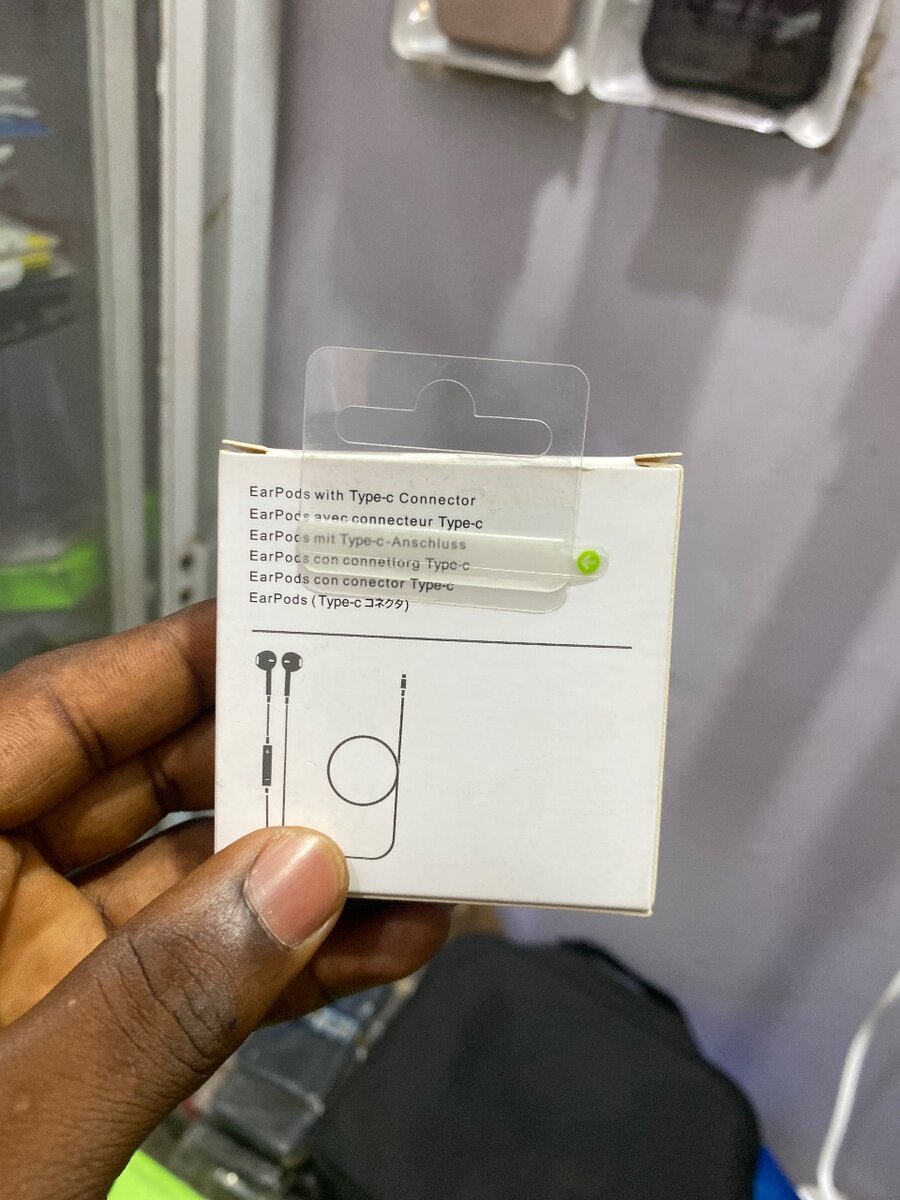 EarPods with Type-c Connector
EarPods avec connecteur Type-c
EarPods mit Type-c-Anschluss
EarPods con connettorg Type-c
EarPods con conector Type-c
EarPods (Type-c コネクタ)